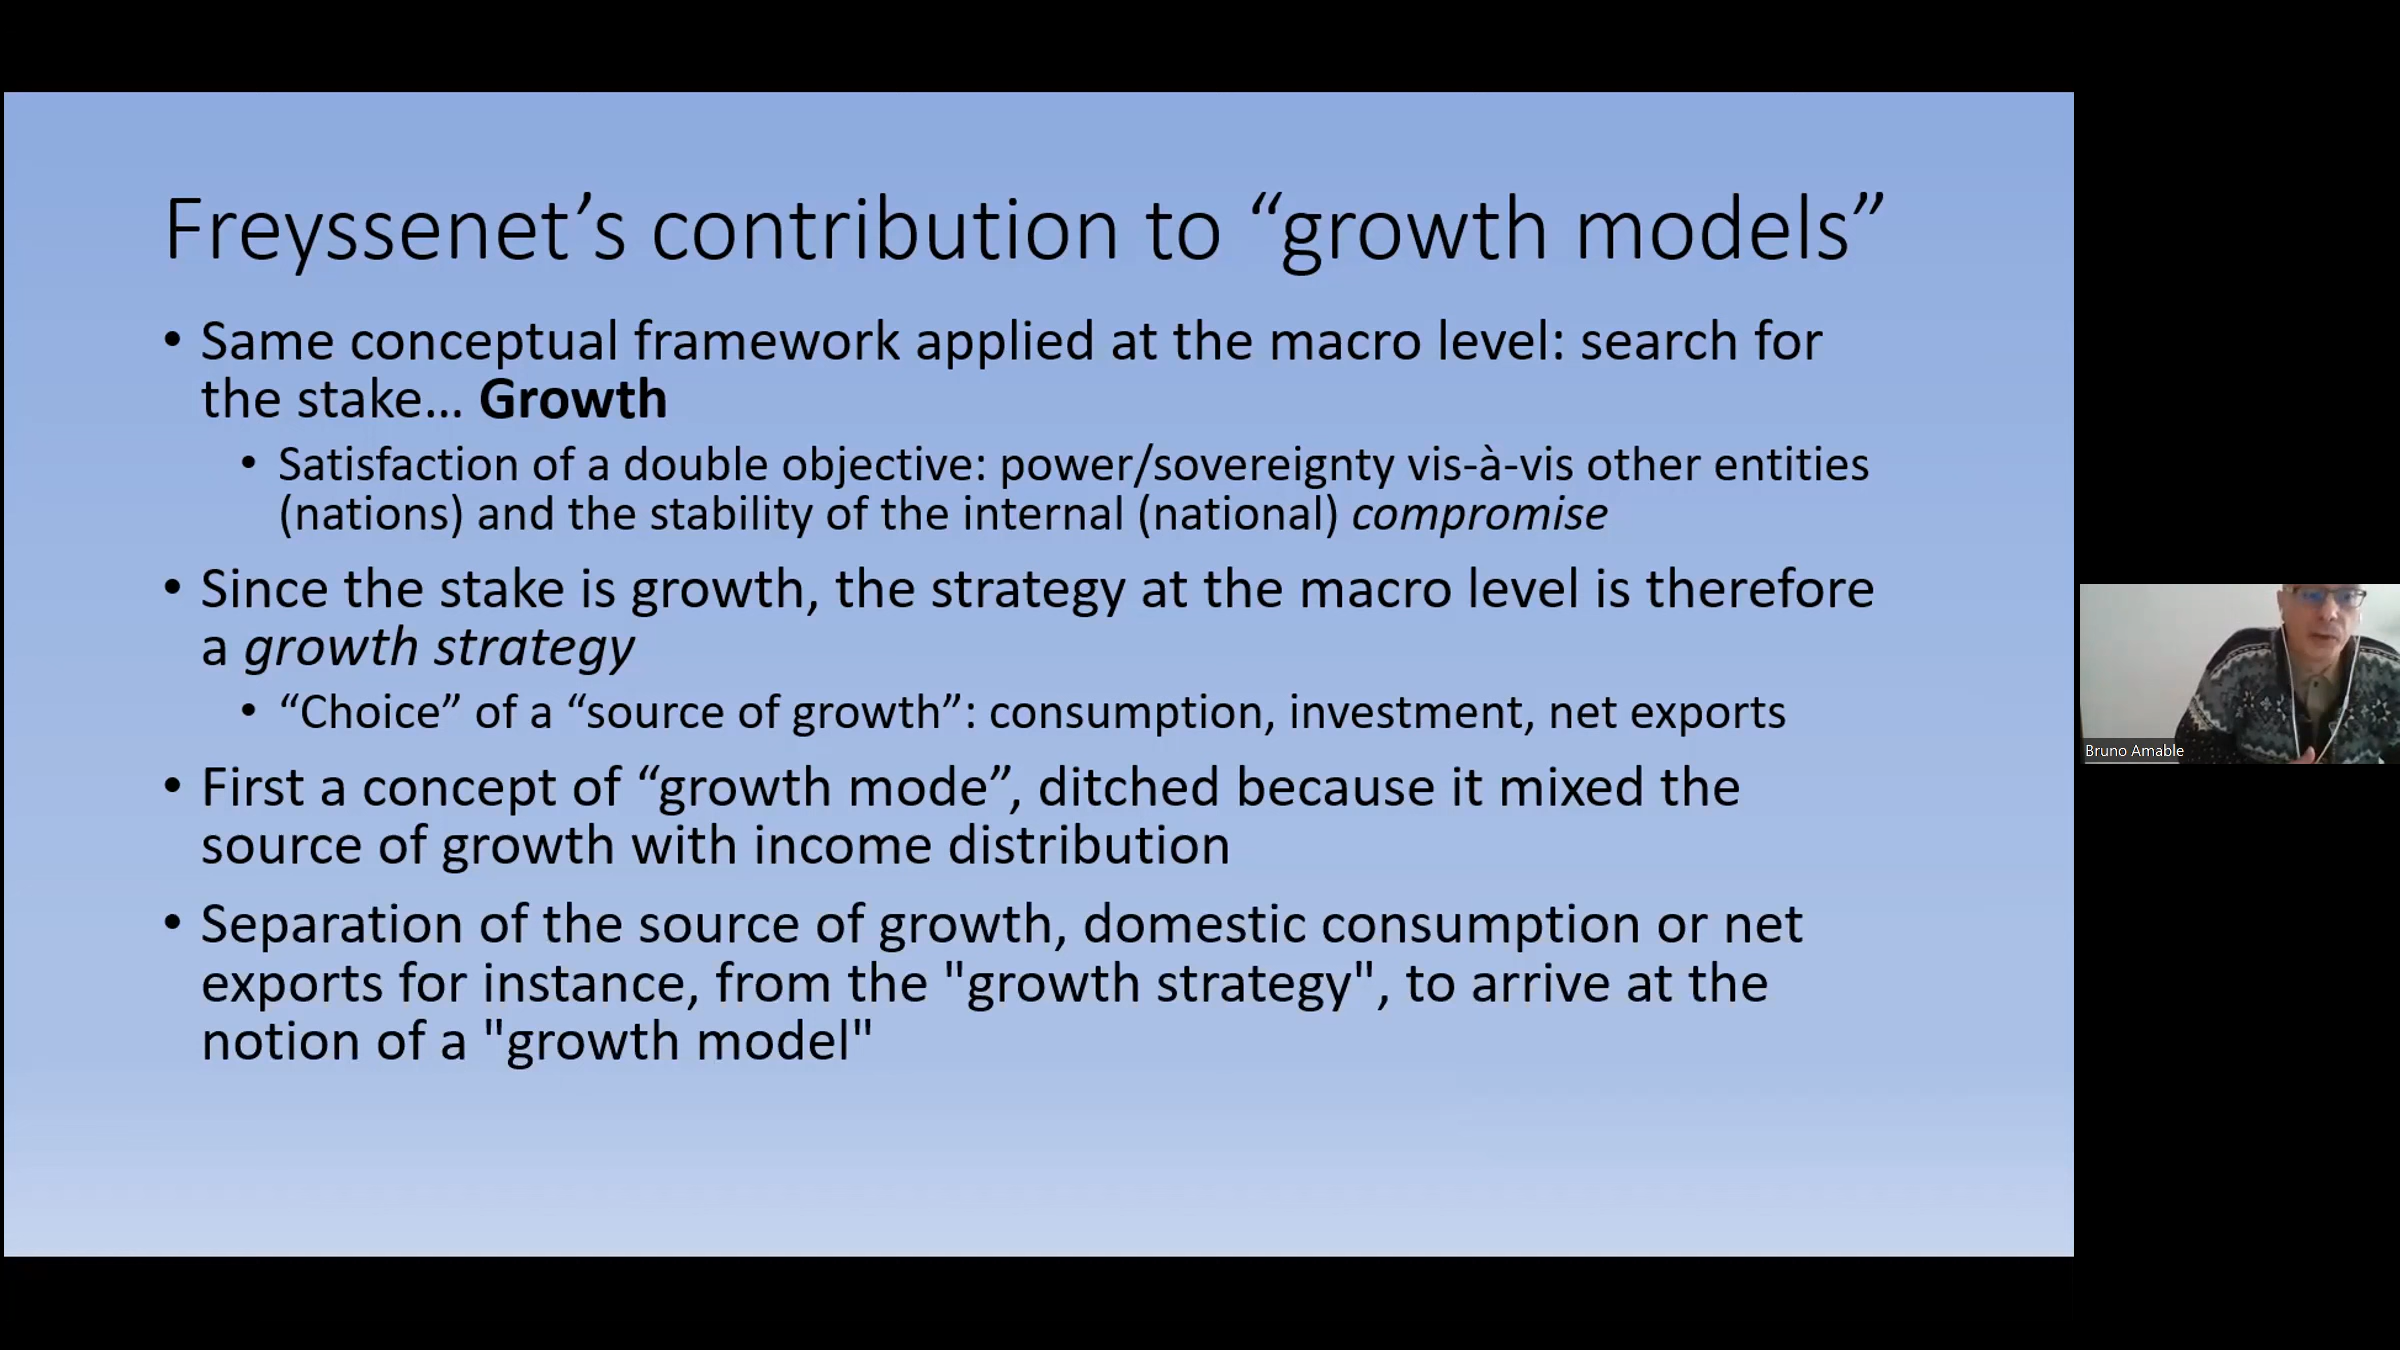 Freyssenet’s contribution to “growth models”
• Same conceptual framework applied at the macro level: search for
the stake… Growth
• Satisfaction of a double objective: power/sovereignty vis-à-vis other entities
(nations) and the stability of the internal (national) compromise
• Since the stake is growth, the strategy at the macro level is therefore
a growth strategy
• “Choice” of a “source of growth”: consumption, investment, net exports
• First a concept of “growth mode”, ditched because it mixed the
source of growth with income distribution
• Separation of the source of growth, domestic consumption or net
exports for instance, from the "growth strategy", to arrive at the
notion of a "growth model"
Bruno Amable